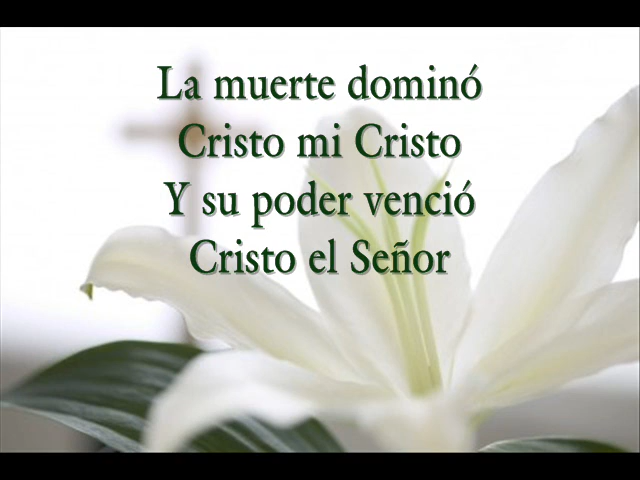 La muerte dominó
Cristo mi Cristo
Y su poder venció
Cristo el Señor